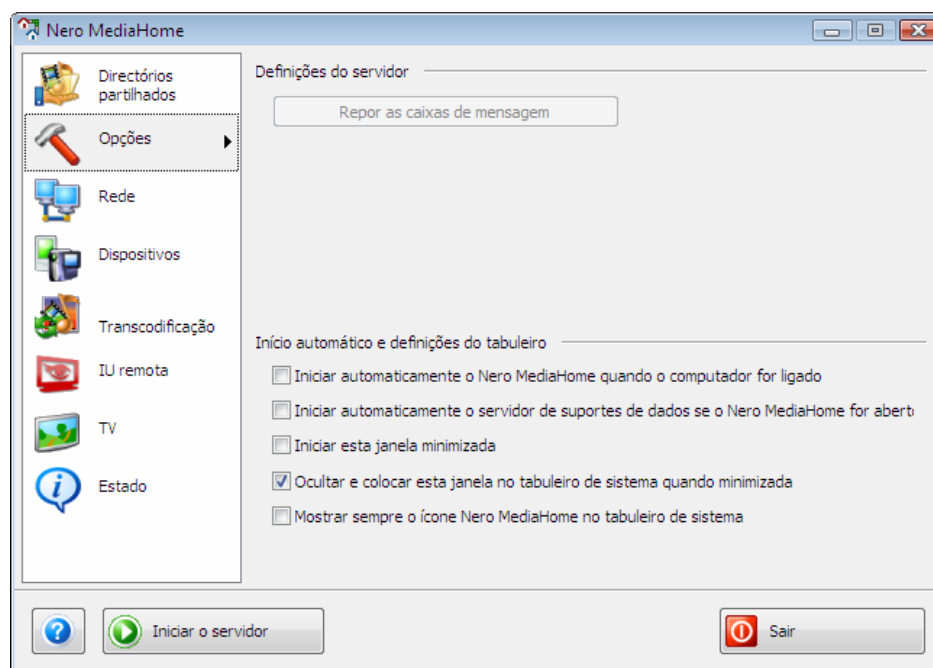 Nero MediaHome
Directórios
partilhados
Opções
Rede
Dispositivos
Transcodificação
IU remota
TV
Estado
Definições do servidor
Repor as caixas de mensagem
Início automático e definições do tabuleiro
Iniciar automaticamente o Nero MediaHome quando o computador for ligado
Iniciar automaticamente o servidor de suportes de dados se o Nero MediaHome for abert
Iniciar esta janela minimizada
Ocultar e colocar esta janela no tabuleiro de sistema quando minimizada
Mostrar sempre o ícone Nero MediaHome no tabuleiro de sistema
Iniciar o servidor
Sair